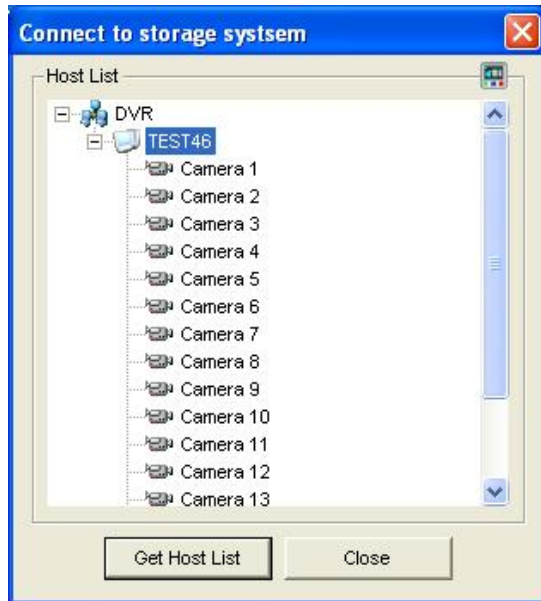 Connect to storage systsem
Host List
DVR
TEST46
Camera 1
Camera 2
Camera 3
Camera 4
Camera 5
Camera 6
Camera 7
Camera 8
Camera 9
Camera 10
Camera 11
Camera 12
Camera 13
Get Host List Close